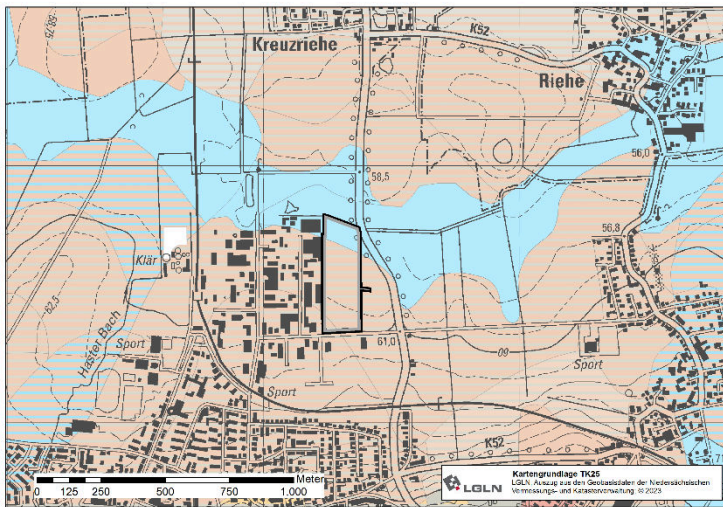 58,75
K52
Kreuzriehe
Riehe
56,0
58,5
56,8
Klär
62,5
Haster Bach
61,0
60
Sport
Sport
Sport
K52
Meter
0 125 250 500 750 1.000
LGLN
Kartengrundlage TK25
LGLN: Auszug aus den Geobasisdaten der Niedersächsischen
Vermessungs- und Katasterverwaltung, © 2023